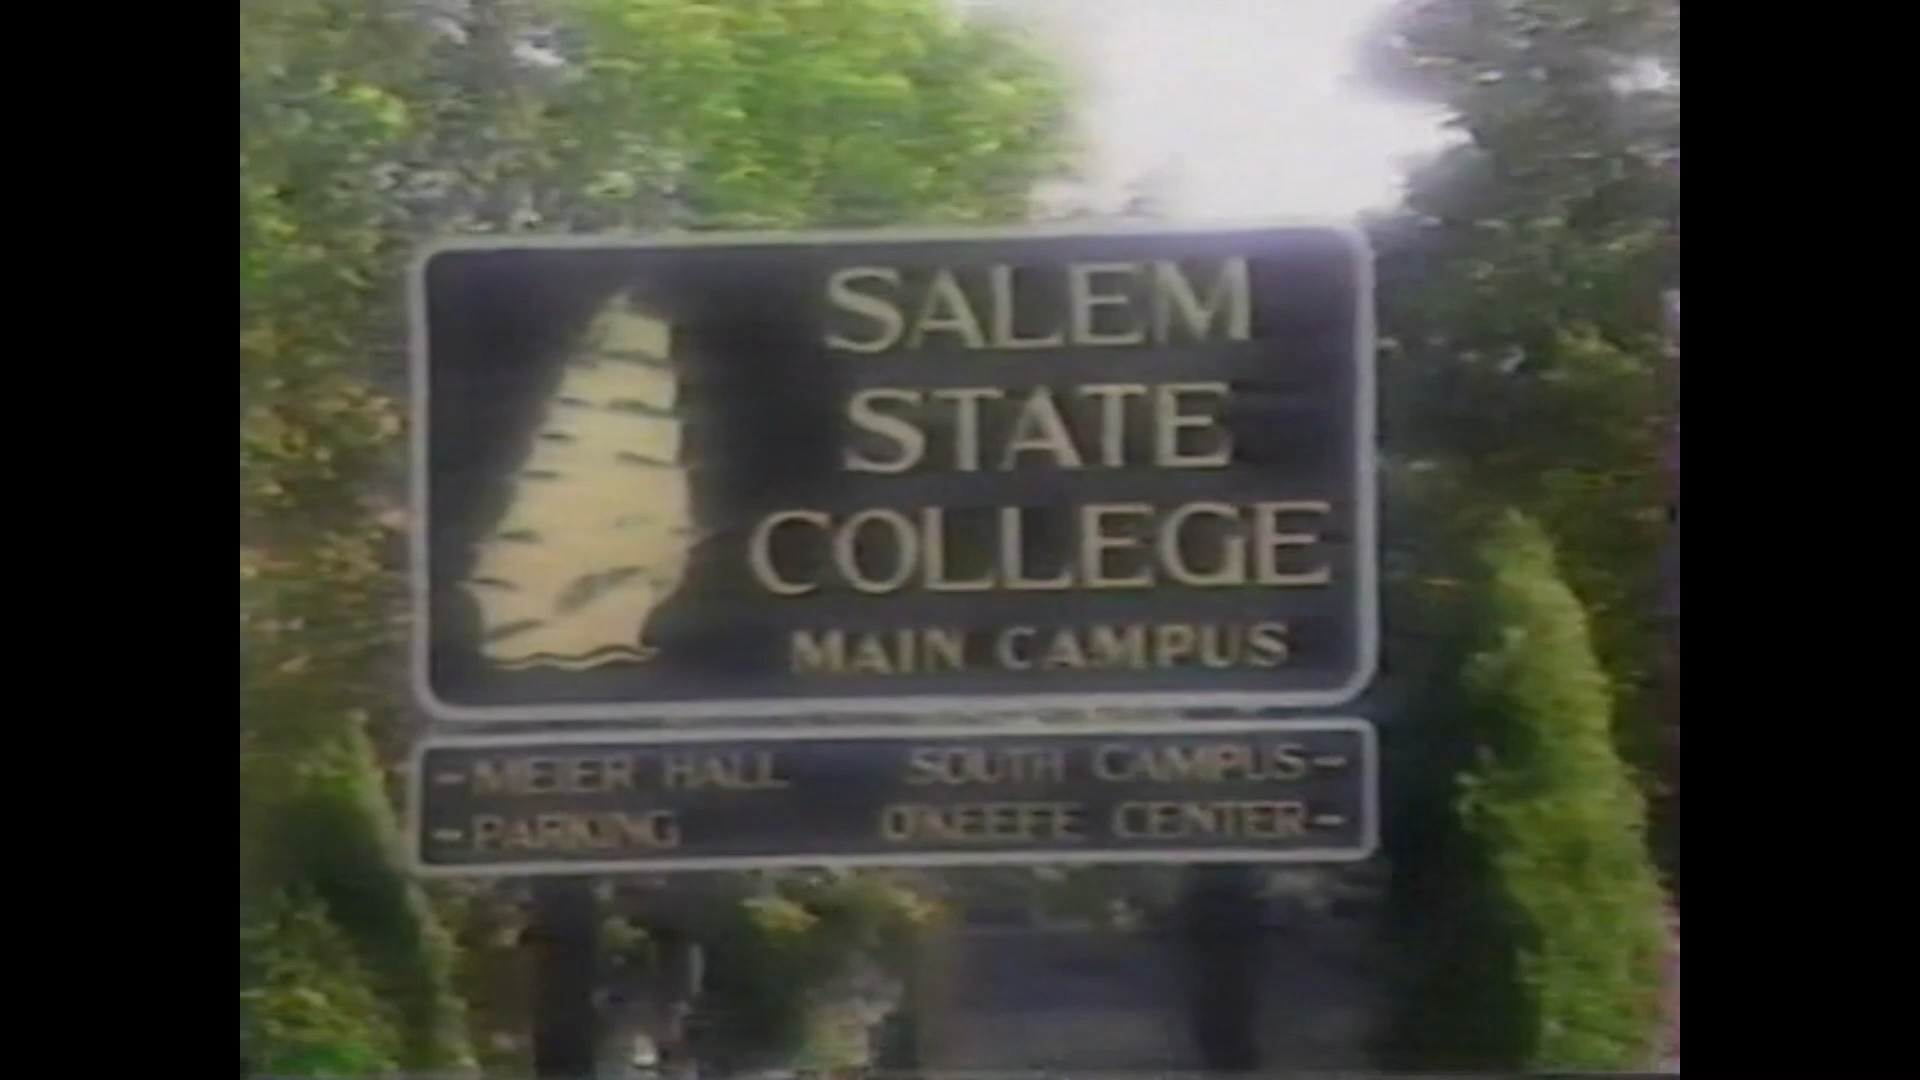 SALEM
STATE
COLLEGE
MAIN CAMPUS
-MEIER HALL SOUTH CAMPUS-
-PARKING O'KEEFE CENTER-